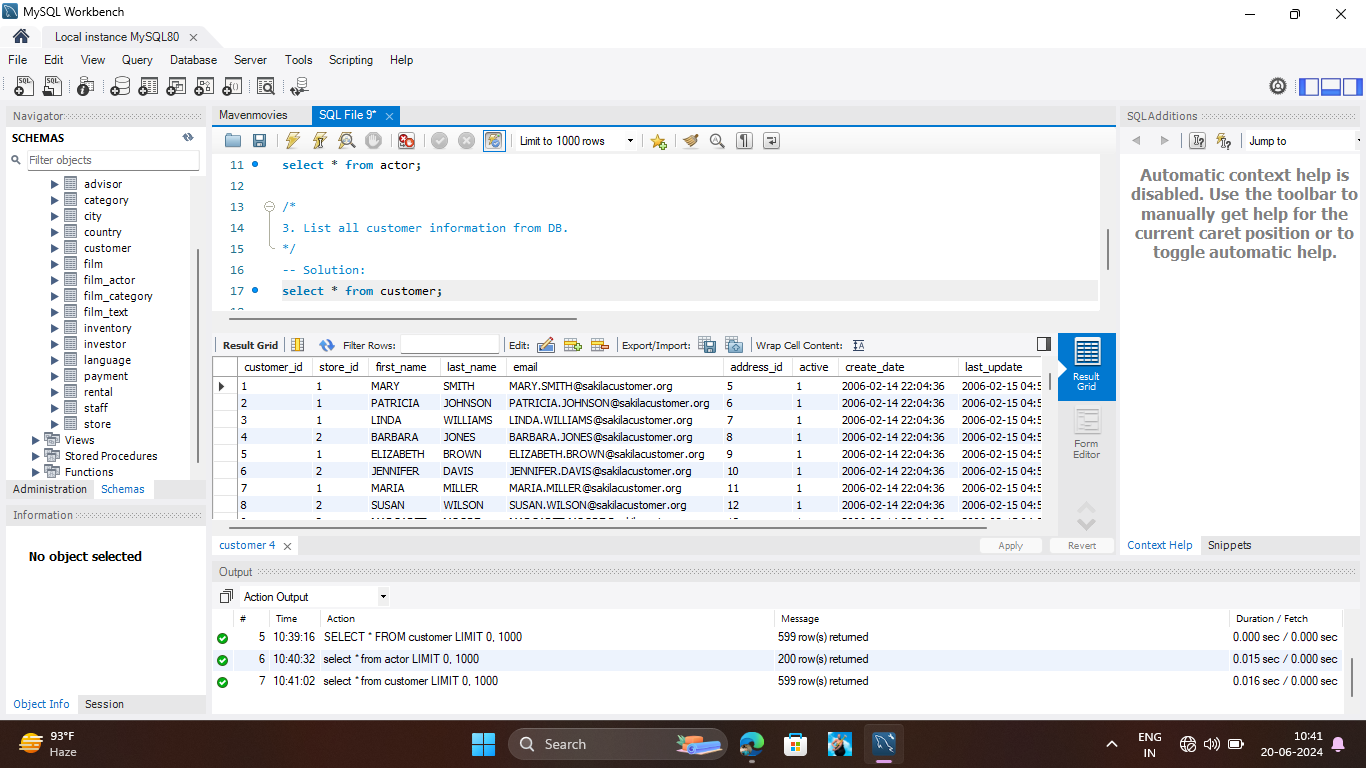 MySQL Workbench
Local instance MySQL80
File Edit View Query Database Server Tools Scripting Help
Navigator
SCHEMAS
Filter objects
advisor
category
city
country
customer
film
film_actor
film_category
film_text
inventory
investor
language
payment
rental
staff
store
Views
Stored Procedures
Functions
Administration Schemas
Information
No object selected
Object Info Session
Mavenmovies SQL File 9*
Limit to 1000 rows
11 select * from actor;
12
13 /*
14 3. List all customer information from DB.
15 */
16 -- Solution:
17 select * from customer;
Result Grid Filter Rows: Edit: Export/Import: Wrap Cell Content:
customer_id store_id first_name last_name email address_id active create_date last_update
1 1 MARY SMITH MARY.SMITH@sakilacustomer.org 5 1 2006-02-14 22:04:36 2006-02-15 04:5
2 1 PATRICIA JOHNSON PATRICIA.JOHNSON@sakilacustomer.org 6 1 2006-02-14 22:04:36 2006-02-15 04:5
3 1 LINDA WILLIAMS LINDA.WILLIAMS@sakilacustomer.org 7 1 2006-02-14 22:04:36 2006-02-15 04:5
4 2 BARBARA JONES BARBARA.JONES@sakilacustomer.org 8 1 2006-02-14 22:04:36 2006-02-15 04:5
5 1 ELIZABETH BROWN ELIZABETH.BROWN@sakilacustomer.org 9 1 2006-02-14 22:04:36 2006-02-15 04:5
6 2 JENNIFER DAVIS JENNIFER.DAVIS@sakilacustomer.org 10 1 2006-02-14 22:04:36 2006-02-15 04:5
7 1 MARIA MILLER MARIA.MILLER@sakilacustomer.org 11 1 2006-02-14 22:04:36 2006-02-15 04:5
8 2 SUSAN WILSON SUSAN.WILSON@sakilacustomer.org 12 1 2006-02-14 22:04:36 2006-02-15 04:5
Result
Grid
Form
Editor
customer 4 Apply Revert
SQLAdditions
Jump to
Automatic context help is
disabled. Use the toolbar to
manually get help for the
current caret position or to
toggle automatic help.
Context Help Snippets
Output
Action Output
# Time Action Message Duration / Fetch
5 10:39:16 SELECT * FROM customer LIMIT 0, 1000 599 row(s) returned 0.000 sec / 0.000 sec
6 10:40:32 select * from actor LIMIT 0, 1000 200 row(s) returned 0.015 sec / 0.000 sec
7 10:41:02 select * from customer LIMIT 0, 1000 599 row(s) returned 0.016 sec / 0.000 sec
93°F
Haze
Search
ENG
IN
10:41
20-06-2024